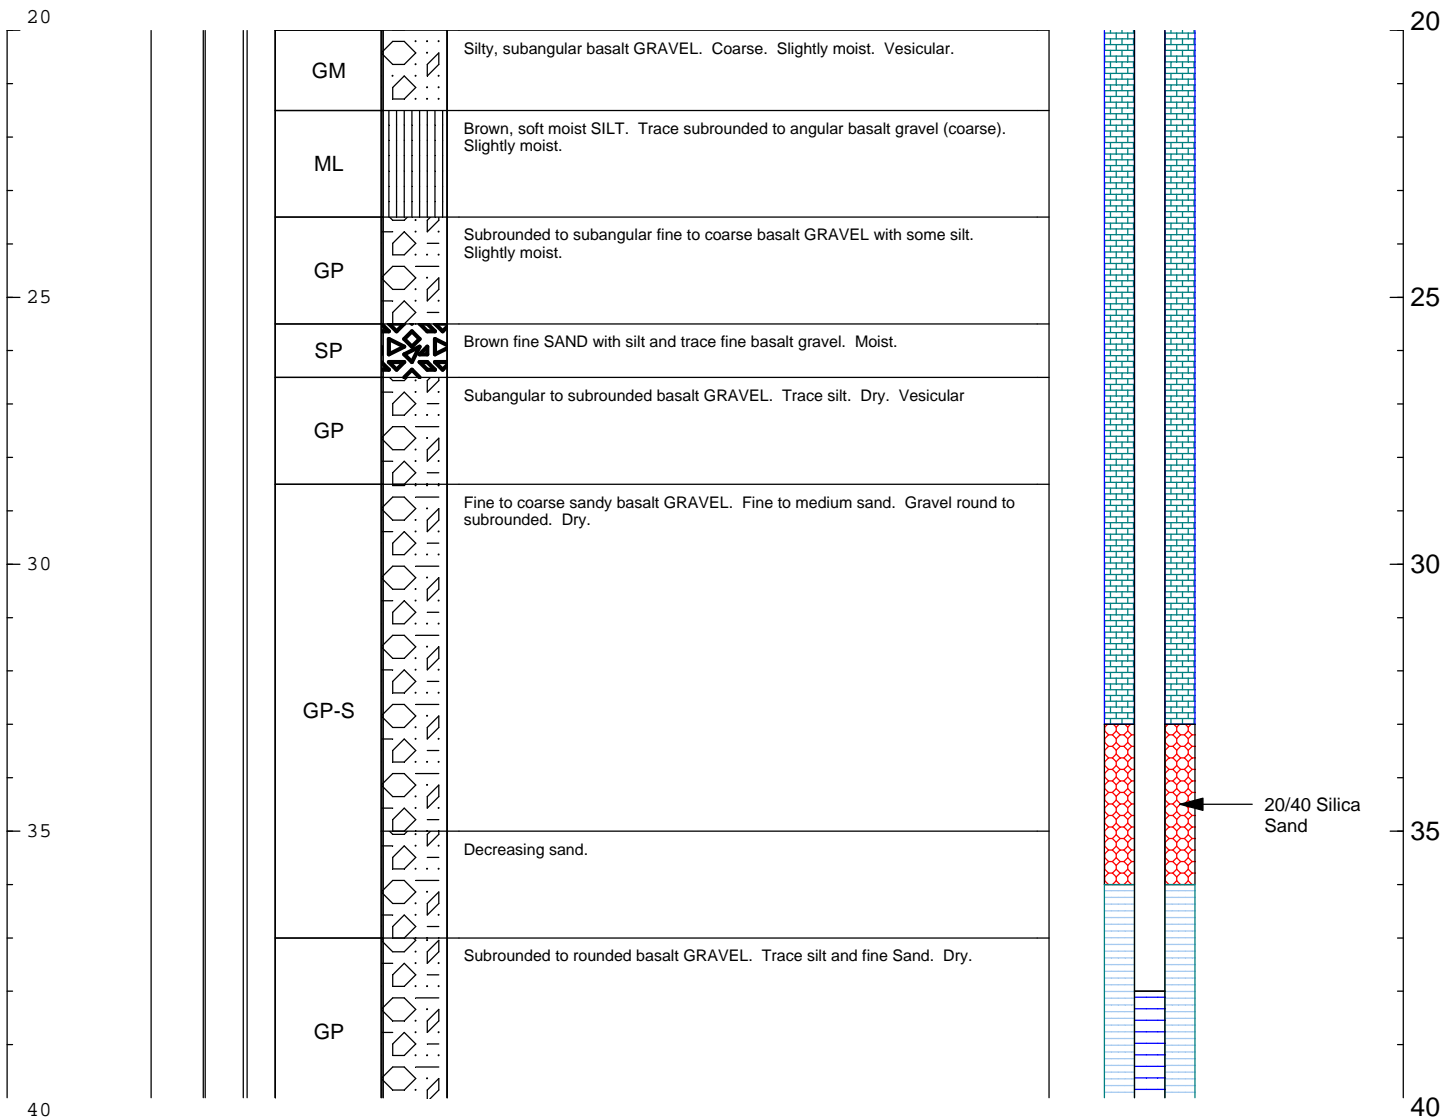 20
20
GM
Silty, subangular basalt GRAVEL. Coarse. Slightly moist. Vesicular.
ML
Brown, soft moist SILT. Trace subrounded to angular basalt gravel (coarse).
Slightly moist.
GP
Subrounded to subangular fine to coarse basalt GRAVEL with some silt.
Slightly moist.
25
25
SP
Brown fine SAND with silt and trace fine basalt gravel. Moist.
GP
Subangular to subrounded basalt GRAVEL. Trace silt. Dry. Vesicular
Fine to coarse sandy basalt GRAVEL. Fine to medium sand. Gravel round to
subrounded. Dry.
30
30
GP-S
20/40 Silica
Sand
35
35
Decreasing sand.
Subrounded to rounded basalt GRAVEL. Trace silt and fine Sand. Dry.
GP
40
40